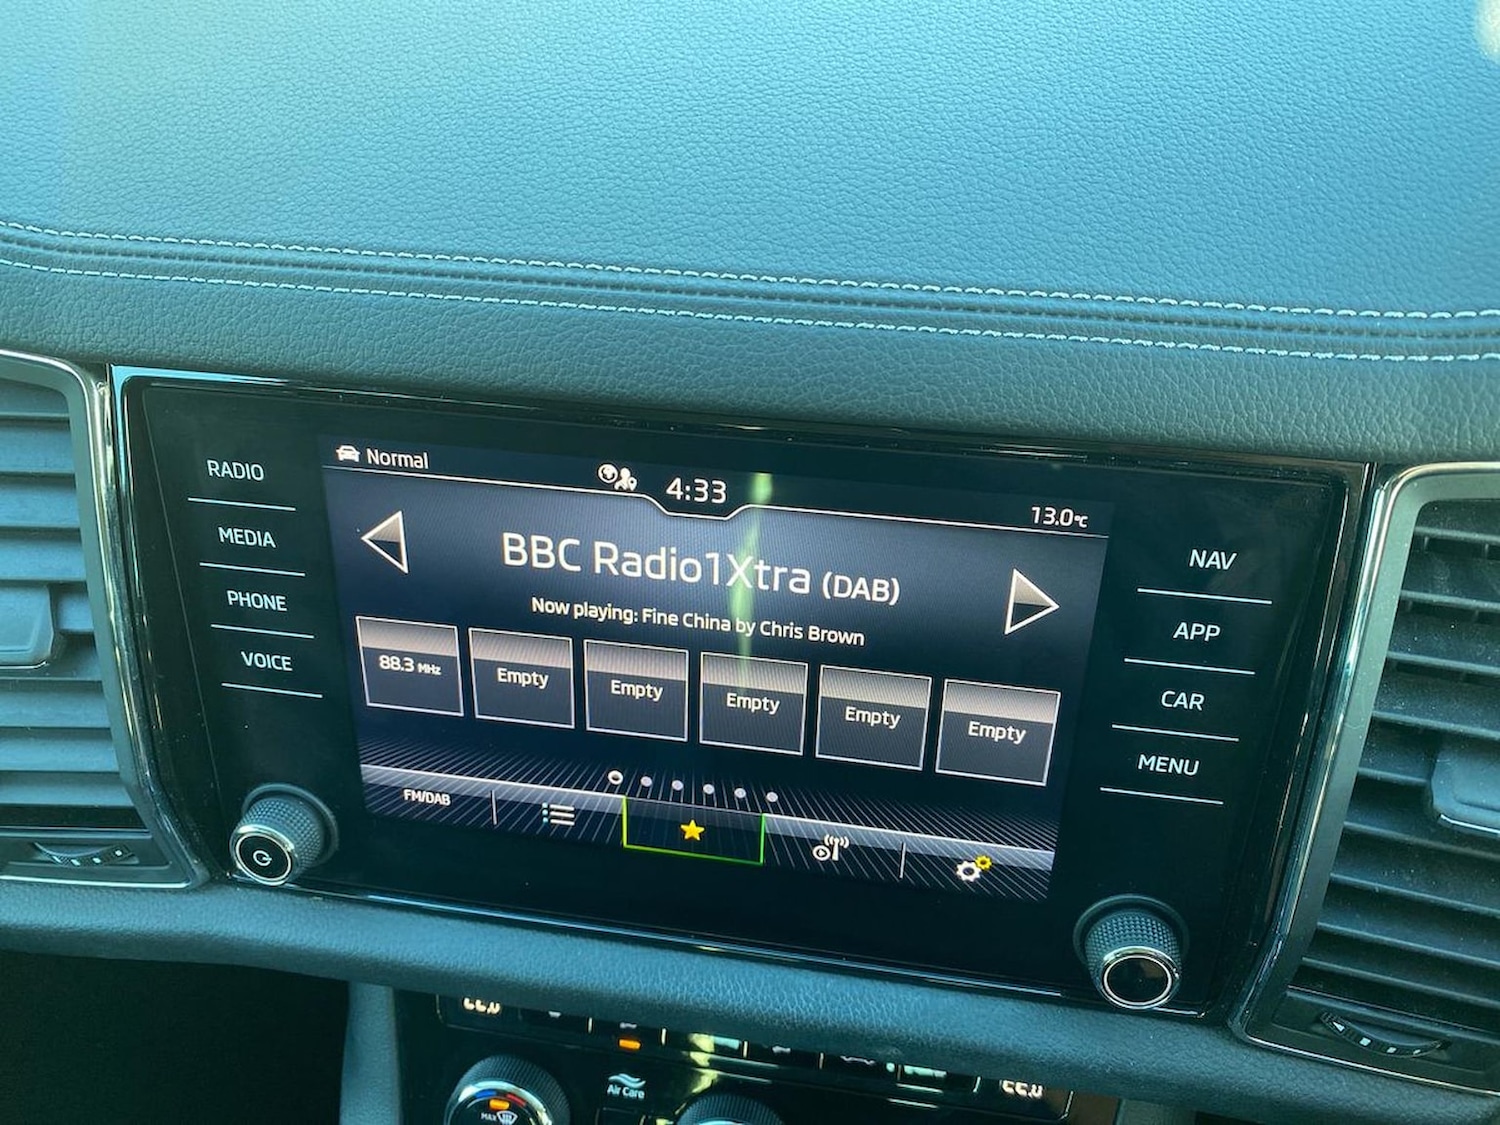 RADIO
MEDIA
PHONE
VOICE
Normal
4:33
13.0°C
BBC Radio1Xtra (DAB)
Now playing: Fine China by Chris Brown
88.3 MHz
Empty
Empty
Empty
Empty
Empty
FM/DAB
NAV
APP
CAR
MENU
Air Care
MAX